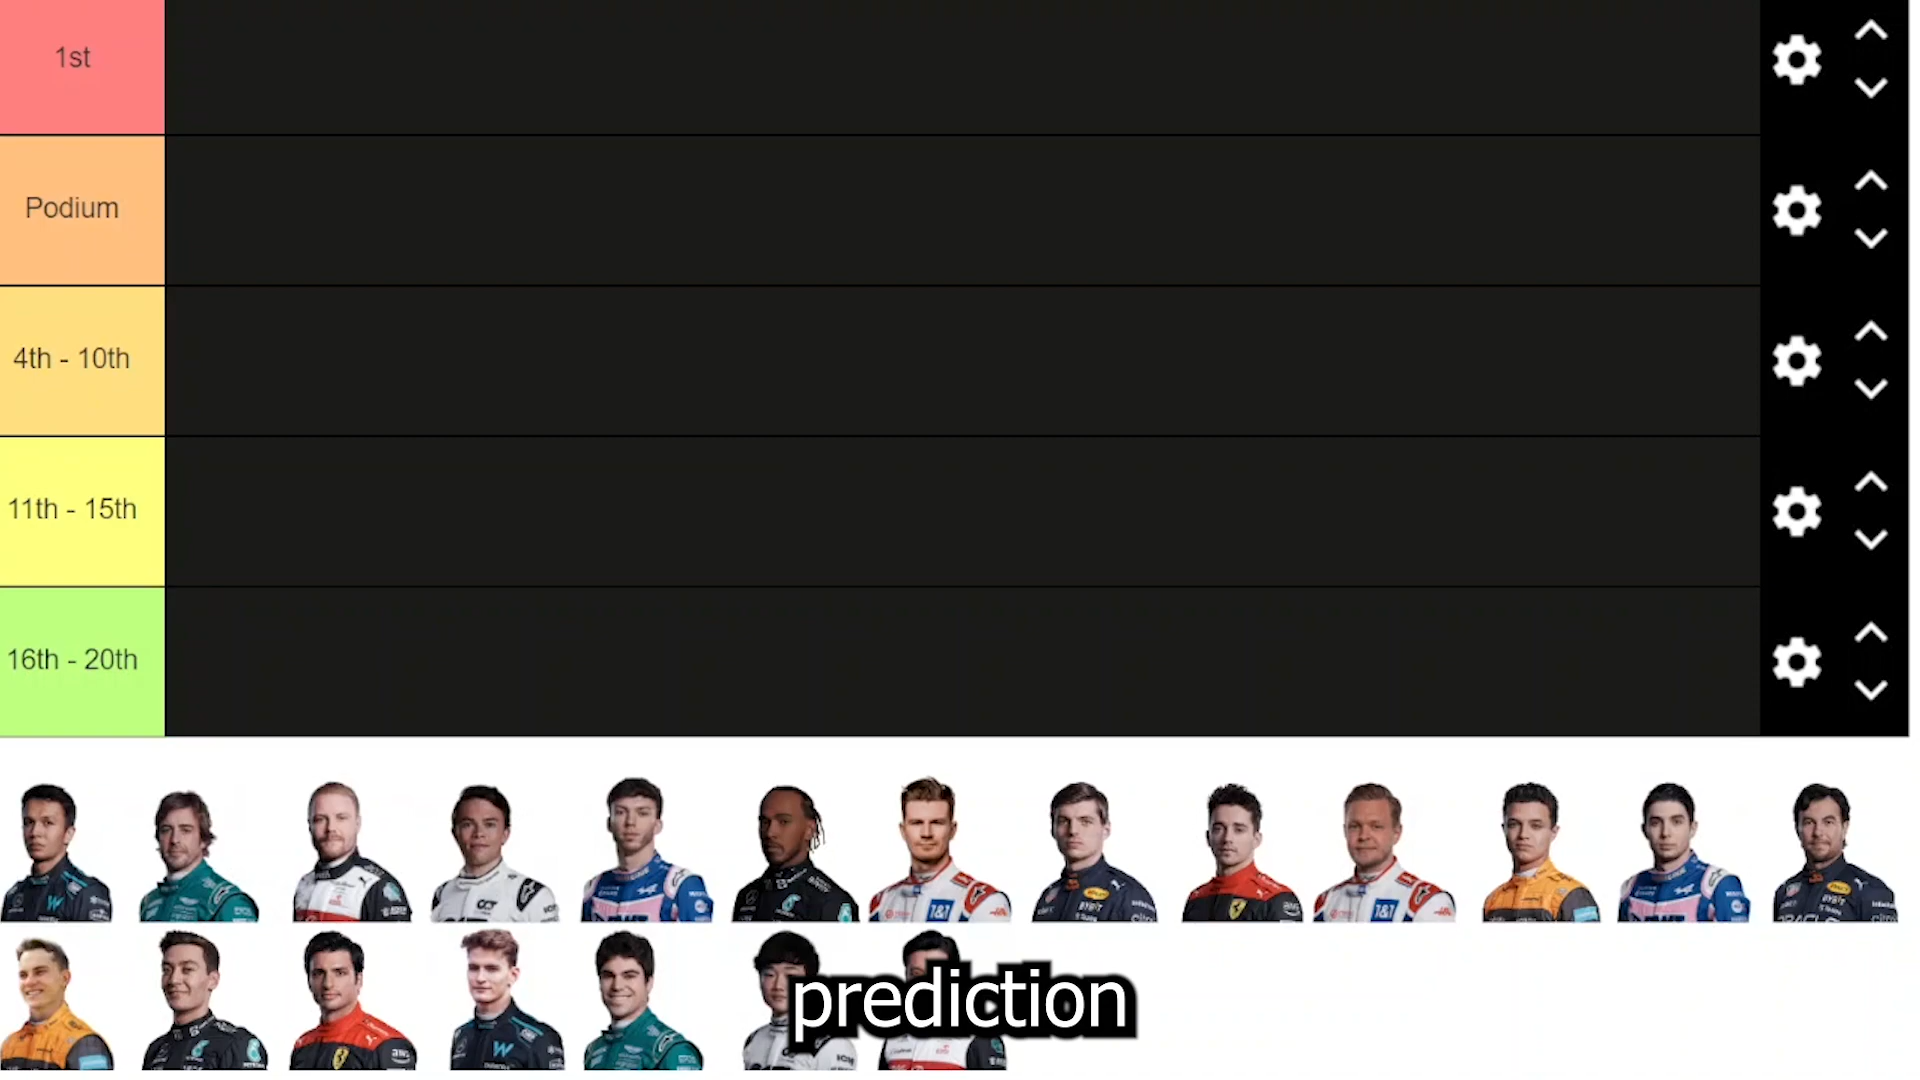 1st
Podium
4th - 10th
11th - 15th
16th - 20th
prediction